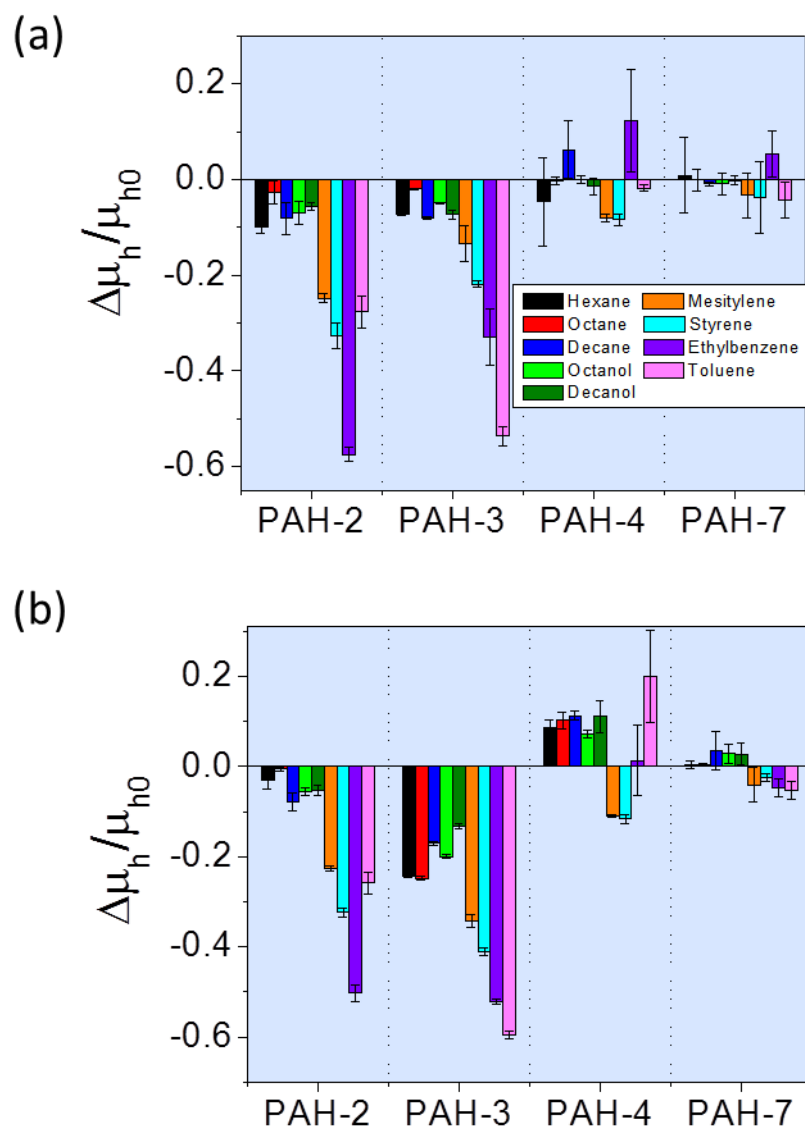 (a)
Δμh/μh0
0.2
0.0
-0.2
-0.4
-0.6
Hexane
Mesitylene
Octane
Styrene
Decane
Ethylbenzene
Octanol
Toluene
Decanol
PAH-2 PAH-3 PAH-4 PAH-7
(b)
Δμh/μh0
0.2
0.0
-0.2
-0.4
-0.6
PAH-2 PAH-3 PAH-4 PAH-7